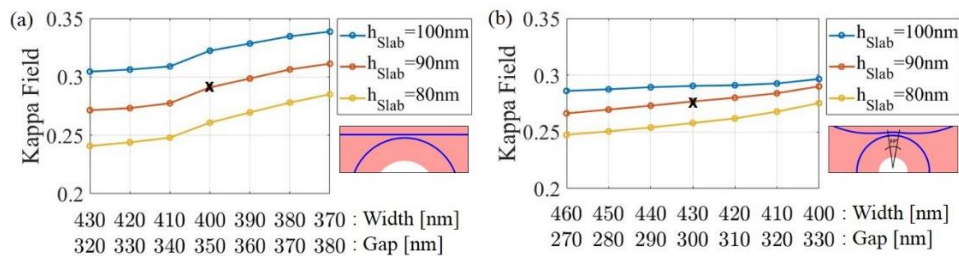 (a)
0.35
0.3
0.25
0.2
Kappa Field
h_Slab=100nm
h_Slab=90nm
h_Slab=80nm
x
430 420 410 400 390 380 370 : Width [nm]
320 330 340 350 360 370 380 : Gap [nm]
(b)
0.35
0.3
0.25
0.2
Kappa Field
h_Slab=100nm
h_Slab=90nm
h_Slab=80nm
x
460 450 440 430 420 410 400 : Width [nm]
270 280 290 300 310 320 330 : Gap [nm]